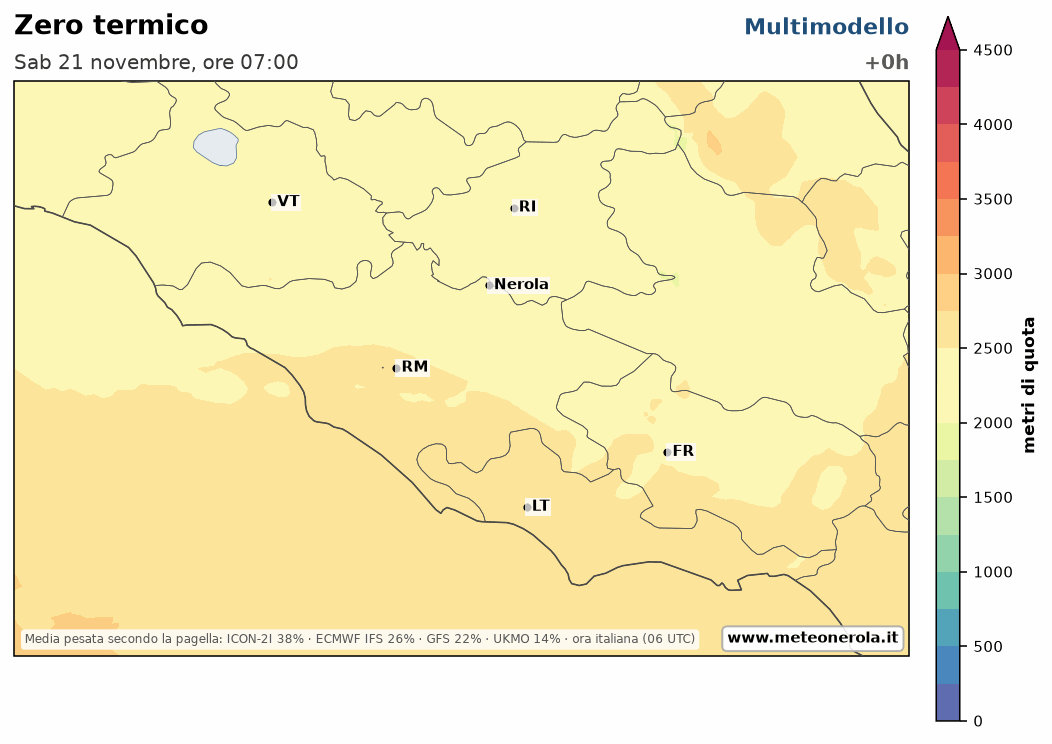 Zero termico
Multimodello
Sab 21 novembre, ore 07:00
+0h
VT
RI
Nerola
RM
FR
LT
Media pesata secondo la pagella: ICON-2I 38% · ECMWF IFS 26% · GFS 22% · UKMO 14% · ora italiana (06 UTC)
www.meteonerola.it
4500
4000
3500
3000
2500
2000
1500
1000
500
0
metri di quota